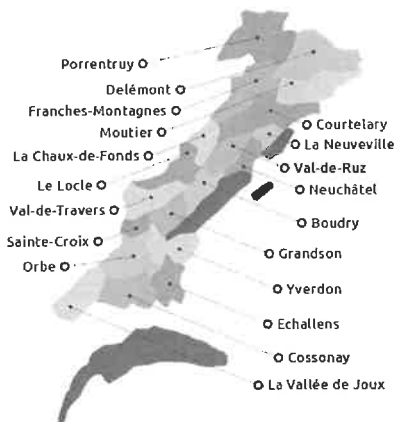 Porrentruy
Delémont
Franches-Montagnes
Moutier
La Chaux-de-Fonds
Le Locle
Val-de-Travers
Sainte-Croix
Orbe
Courtelary
La Neuveville
Val-de-Ruz
Neuchâtel
Boudry
Grandson
Yverdon
Echallens
Cossonay
La Vallée de Joux